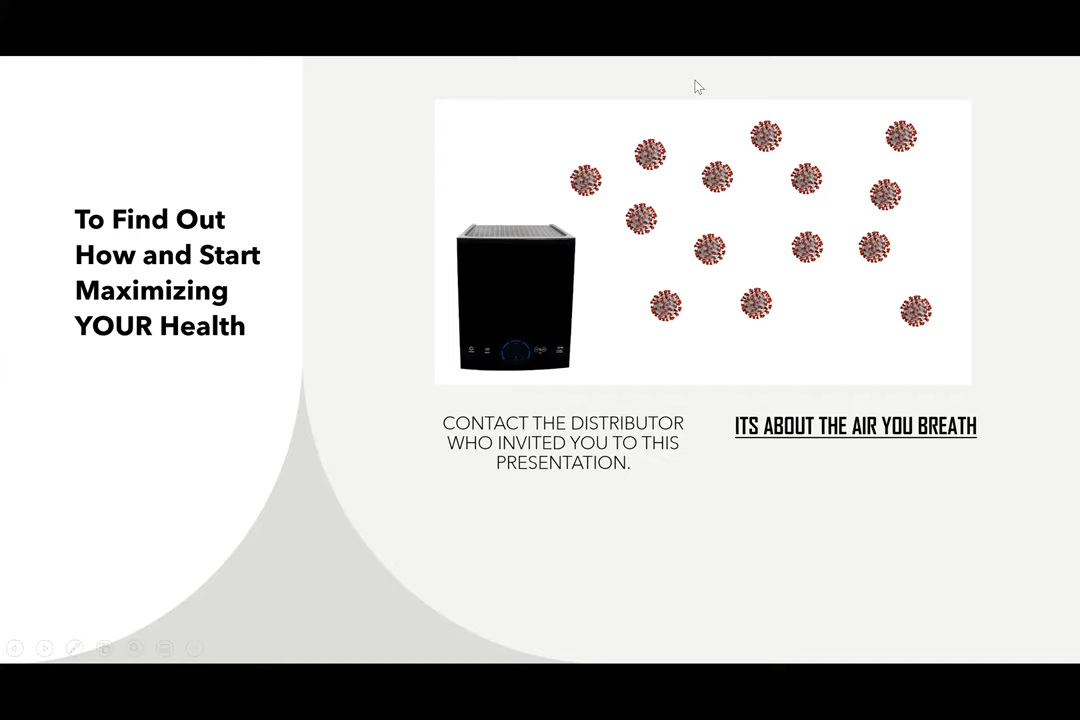 To Find Out
How and Start
Maximizing
YOUR Health
CONTACT THE DISTRIBUTOR
WHO INVITED YOU TO THIS
PRESENTATION.
ITS ABOUT THE AIR YOU BREATH